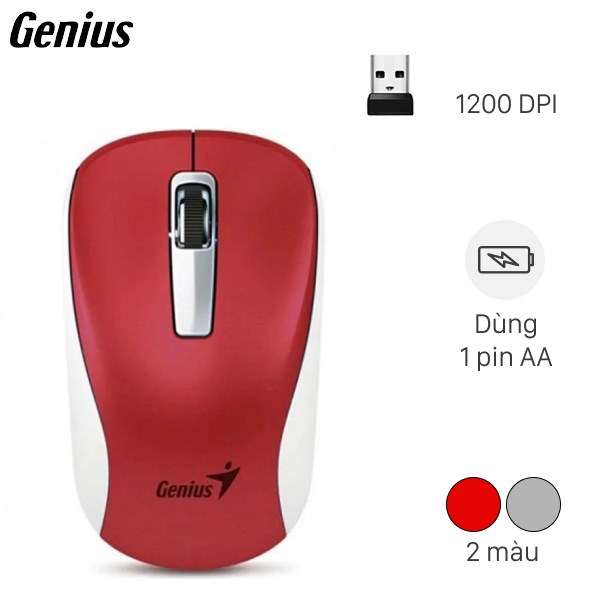 Genius
1200 DPI
Dùng
1 pin AA
Genius
2 màu